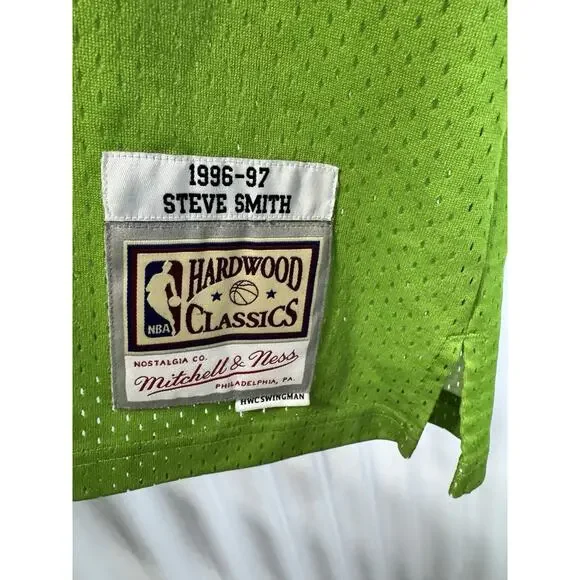 1996-97
STEVE SMITH
NBA
HARDWOOD
CLASSICS
NOSTALGIA CO.
Mitchell & Ness
PHILADELPHIA, PA.
HWCSWINGMAN